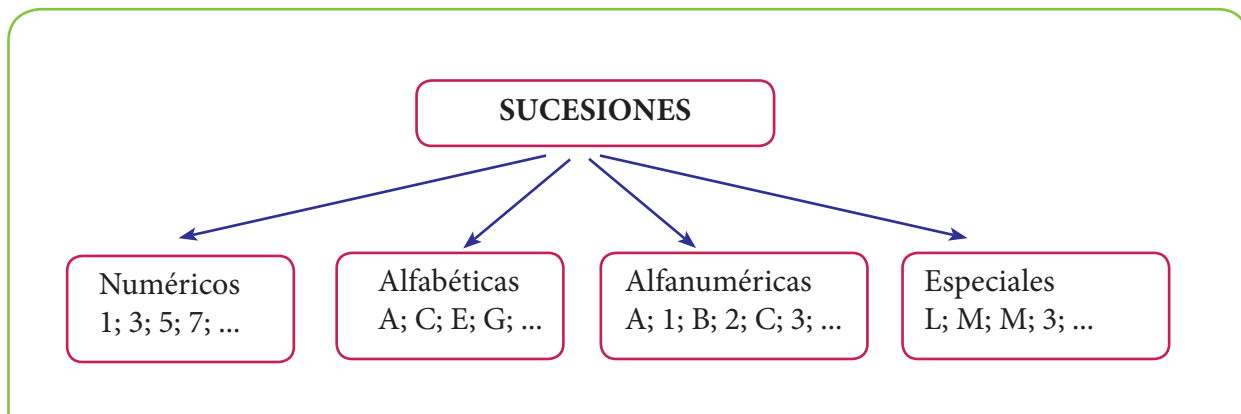 SUCESIONES
Numéricos
1; 3; 5; 7; ...
Alfabéticas
A; C; E; G; ...
Alfanuméricas
A; 1; B; 2; C; 3; ...
Especiales
L; M; M; 3; ...